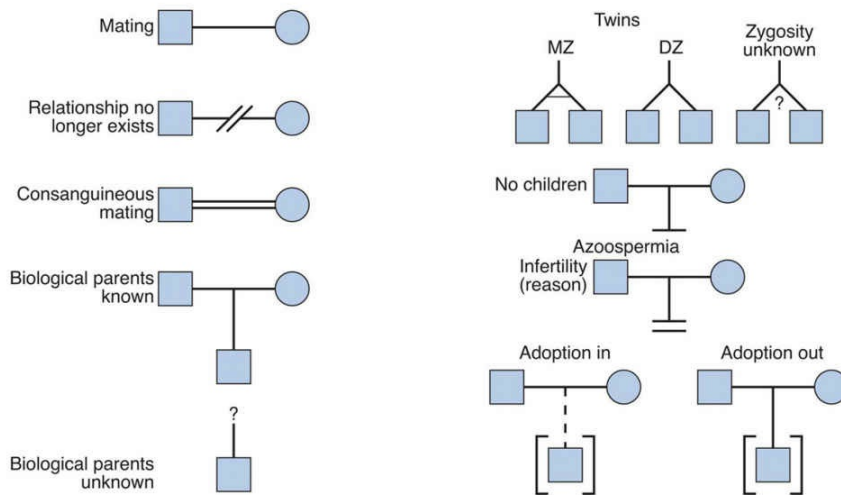 Mating
Relationship no
longer exists
Consanguineous
mating
Biological parents
known
?
Biological parents
unknown
Twins
MZ
DZ
Zygosity
unknown
?
No children
Azoospermia
Infertility
(reason)
Adoption in
Adoption out